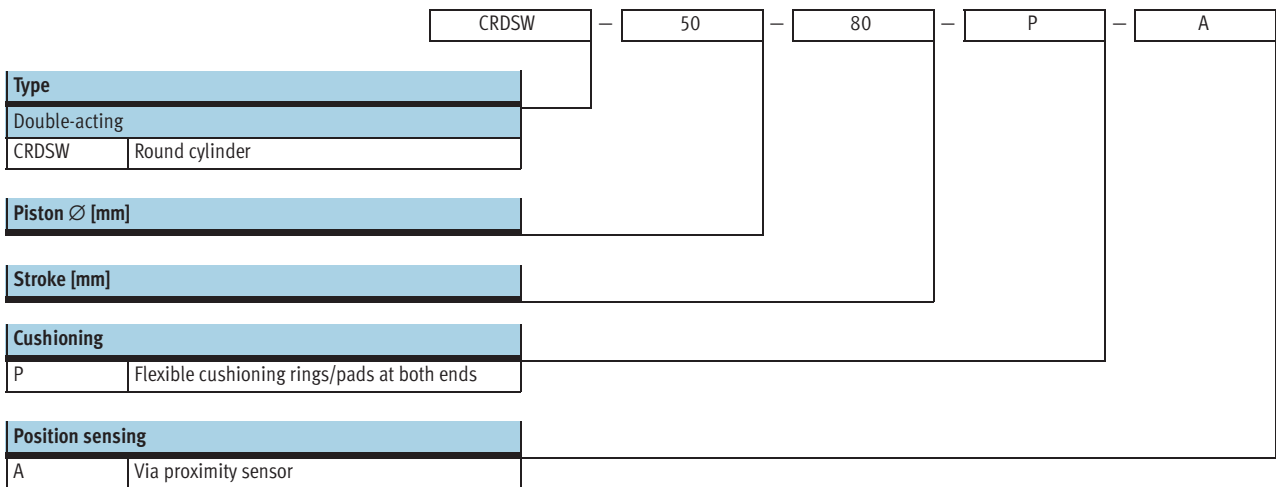 CRDSW — 50 — 80 — P — A
Type
Double-acting
CRDSW Round cylinder
Piston ∅ [mm]
Stroke [mm]
Cushioning
P Flexible cushioning rings/pads at both ends
Position sensing
A Via proximity sensor